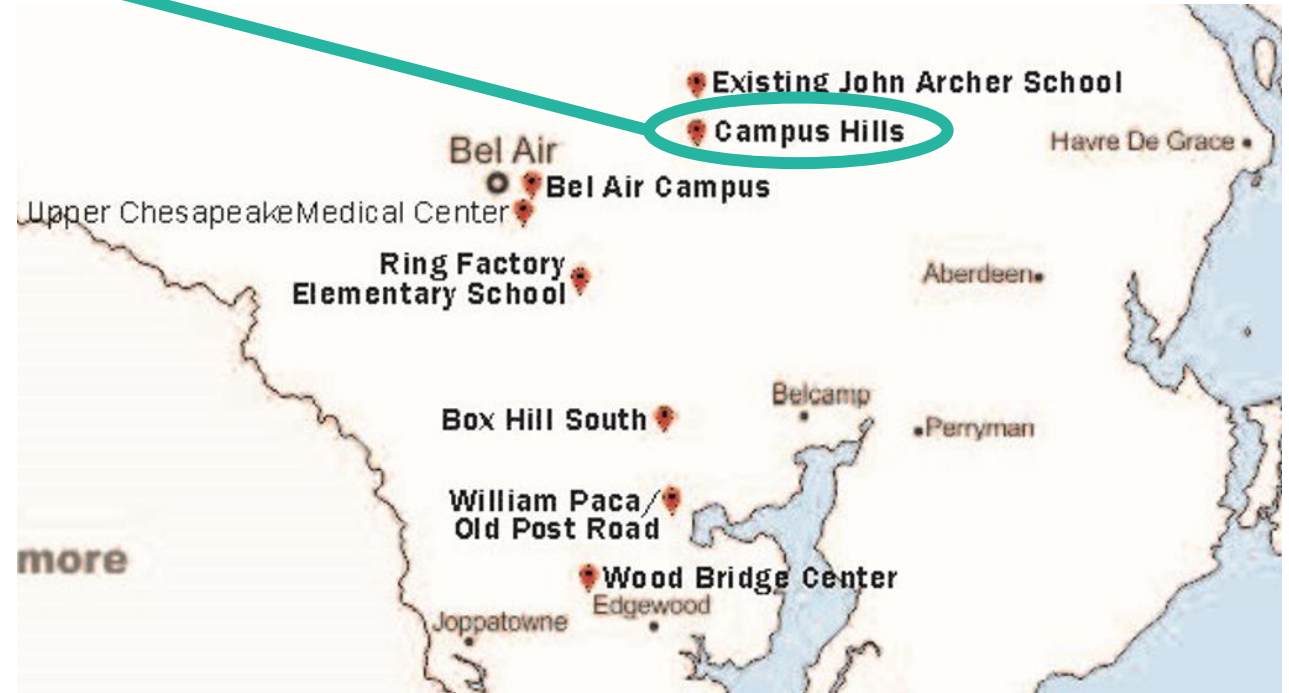 Existing John Archer School
Campus Hills
Havre De Grace
Bel Air
Bel Air Campus
Upper ChesapeakeMedical Center
Ring Factory
Elementary School
Aberdeen
Belcamp
Box Hill South
Perryman
William Paca/
Old Post Road
more
Wood Bridge Center
Edgewood
Joppatowne